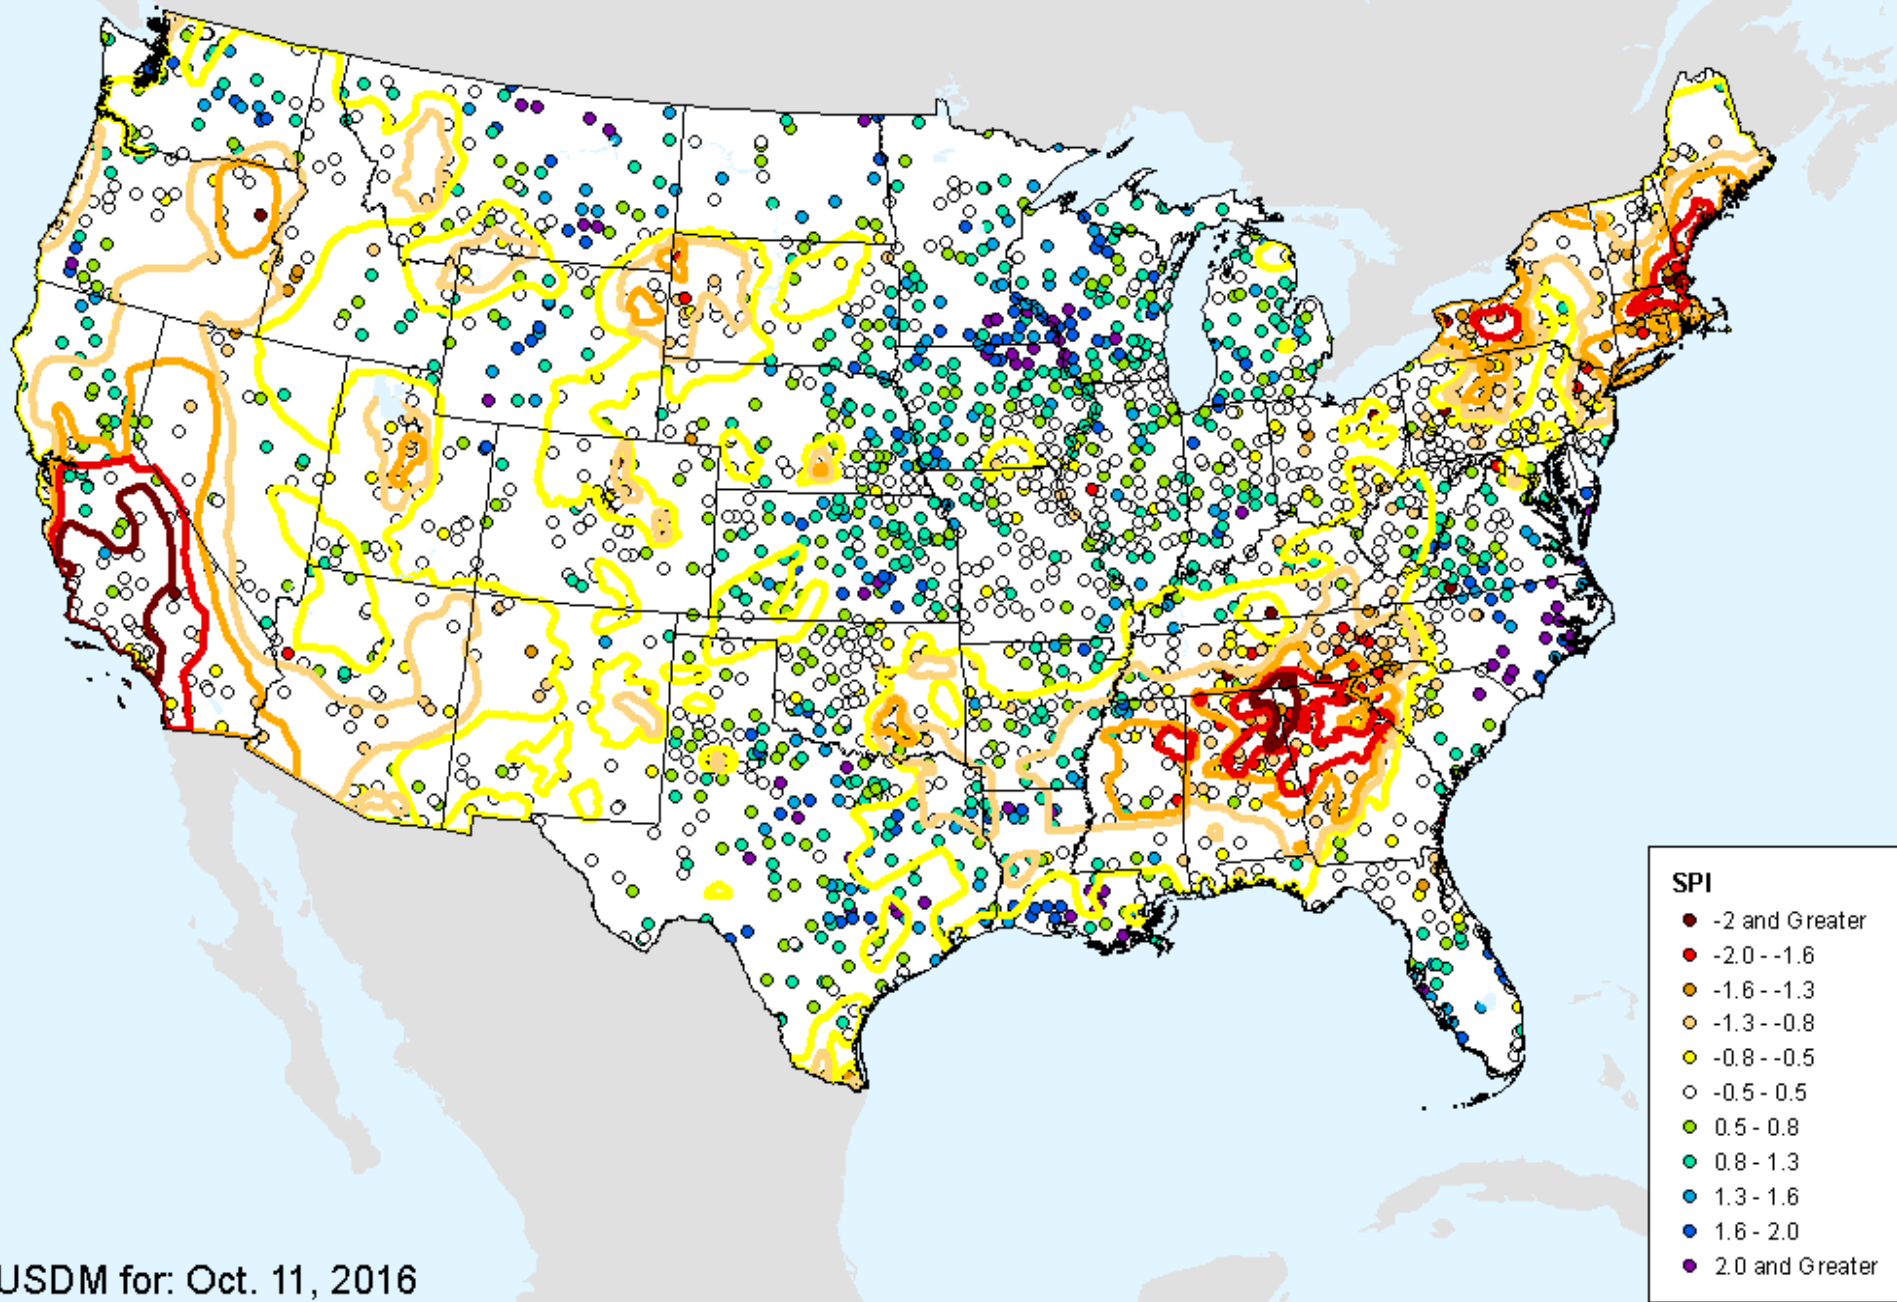 SPI
-2 and Greater
-2.0 - -1.6
-1.6 - -1.3
-1.3 - -0.8
-0.8 - -0.5
-0.5 - 0.5
0.5 - 0.8
0.8 - 1.3
1.3 - 1.6
1.6 - 2.0
2.0 and Greater
USDM for: Oct. 11, 2016